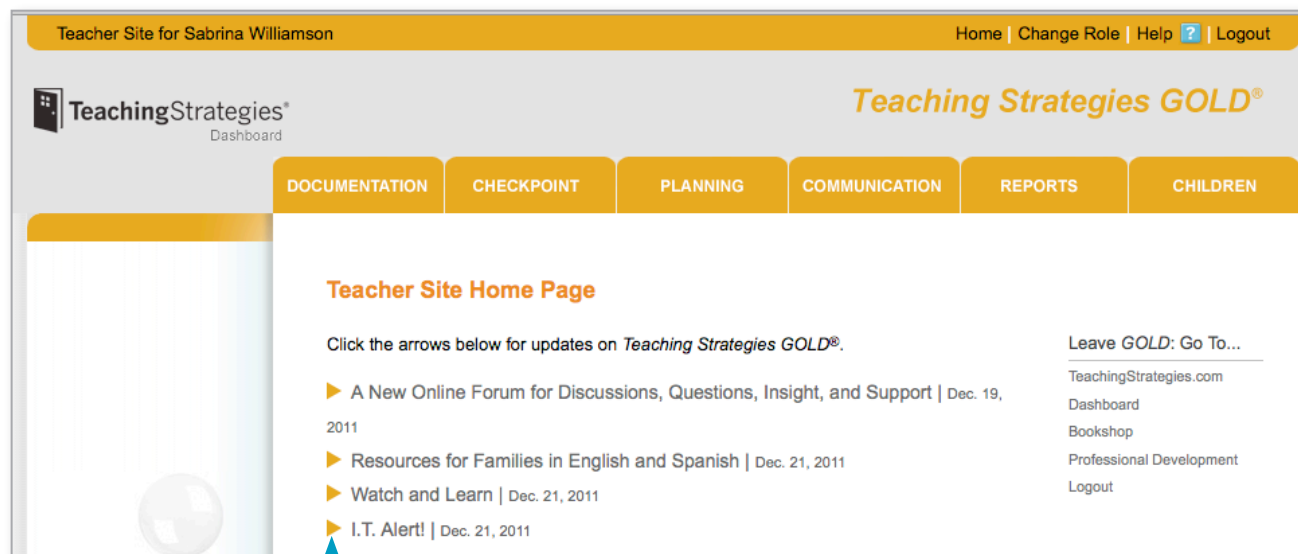 Teacher Site for Sabrina Williamson
Home | Change Role | Help ? | Logout
TeachingStrategies®
Dashboard
Teaching Strategies GOLD®
DOCUMENTATION
CHECKPOINT
PLANNING
COMMUNICATION
REPORTS
CHILDREN
Teacher Site Home Page
Click the arrows below for updates on Teaching Strategies GOLD®.
A New Online Forum for Discussions, Questions, Insight, and Support | Dec. 19,
2011
Resources for Families in English and Spanish | Dec. 21, 2011
Watch and Learn | Dec. 21, 2011
I.T. Alert! | Dec. 21, 2011
Leave GOLD: Go To...
TeachingStrategies.com
Dashboard
Bookshop
Professional Development
Logout